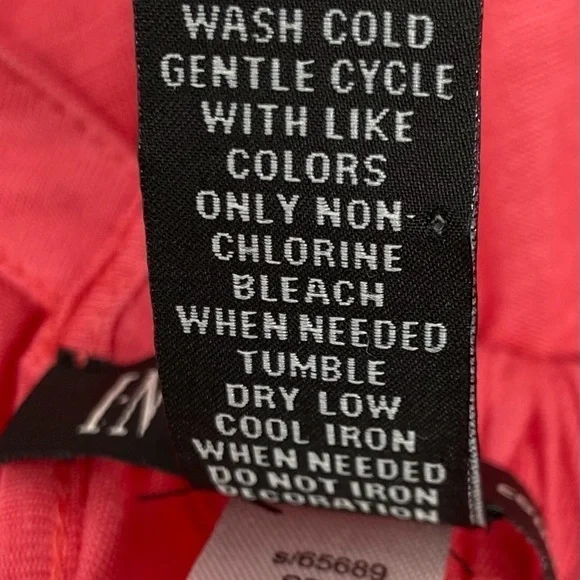 WASH COLD
GENTLE CYCLE
WITH LIKE
COLORS
ONLY NON-
CHLORINE
BLEACH
WHEN NEEDED
TUMBLE
DRY LOW
COOL IRON
WHEN NEEDED
DO NOT IRON
DECORATION
s/65689